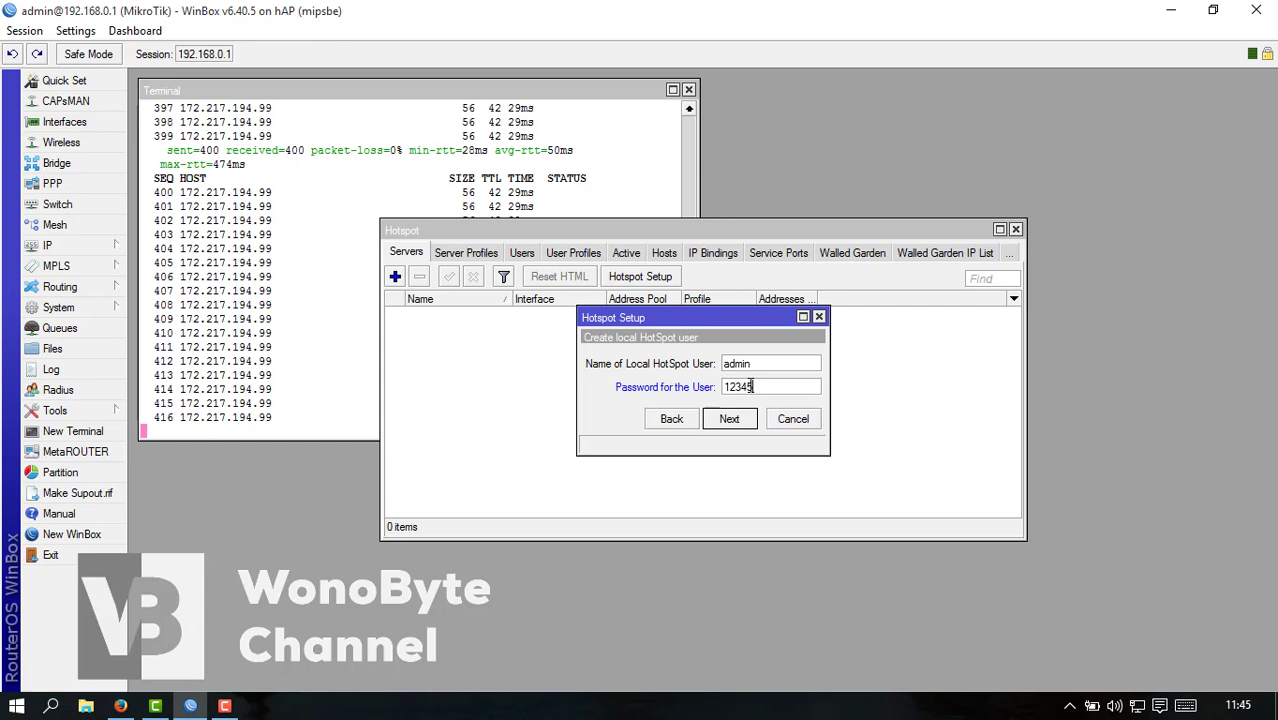 admin@192.168.0.1 (MikroTik) - WinBox v6.40.5 on hAP (mipsbe)
Session Settings Dashboard
Safe Mode Session: 192.168.0.1
Quick Set
CAPsMAN
Interfaces
Wireless
Bridge
PPP
Switch
Mesh
IP
MPLS
Routing
System
Queues
Files
Log
Radius
Tools
New Terminal
MetaROUTER
Partition
Make Supout.rif
Manual
New WinBox
Exit
RouterOS WinBox
Terminal
397 172.217.194.99 56 42 29ms
398 172.217.194.99 56 42 29ms
399 172.217.194.99 56 42 29ms
sent=400 received=400 packet-loss=0% min-rtt=28ms avg-rtt=50ms
max-rtt=474ms
SEQ HOST SIZE TTL TIME STATUS
400 172.217.194.99 56 42 29ms
401 172.217.194.99 56 42 29ms
402 172.217.194.99
403 172.217.194.99
404 172.217.194.99
405 172.217.194.99
406 172.217.194.99
407 172.217.194.99
408 172.217.194.99
409 172.217.194.99
410 172.217.194.99
411 172.217.194.99
412 172.217.194.99
413 172.217.194.99
414 172.217.194.99
415 172.217.194.99
416 172.217.194.99
Hotspot
Servers Server Profiles Users User Profiles Active Hosts IP Bindings Service Ports Walled Garden Walled Garden IP List ...
Reset HTML Hotspot Setup Find
Name Interface Address Pool Profile Addresses ...
Hotspot Setup
Create local HotSpot user
Name of Local HotSpot User: admin
Password for the User: 12345
Back Next Cancel
0 items
WonoByte
Channel
11:45